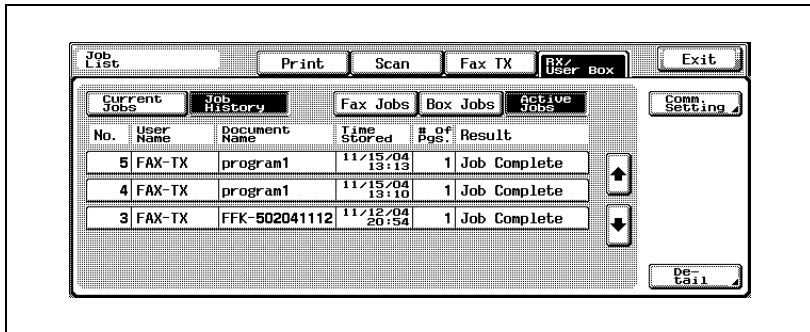 Job List Print Scan Fax TX RX/ User Box Exit
Current Jobs Job History Fax Jobs Box Jobs Active Jobs Comm. Setting
No. User Name Document Name Time Stored # of Pgs. Result
5 FAX-TX program1 11/15/04 13:13 1 Job Complete
4 FAX-TX program1 11/15/04 13:10 1 Job Complete
3 FAX-TX FFK-502041112 11/12/04 20:54 1 Job Complete
De- tail